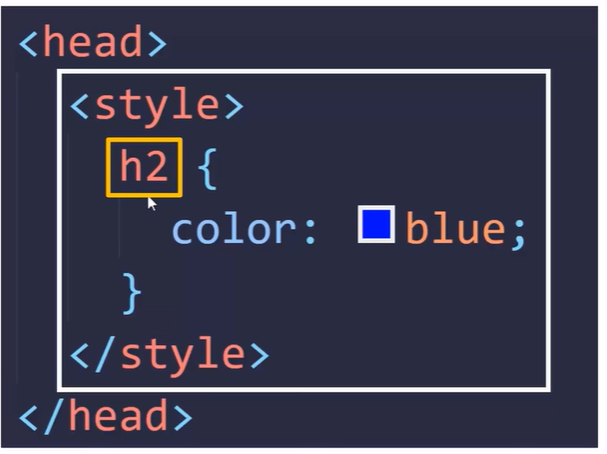 <head>
<style>
h2 {
color: blue;
}
</style>
</head>